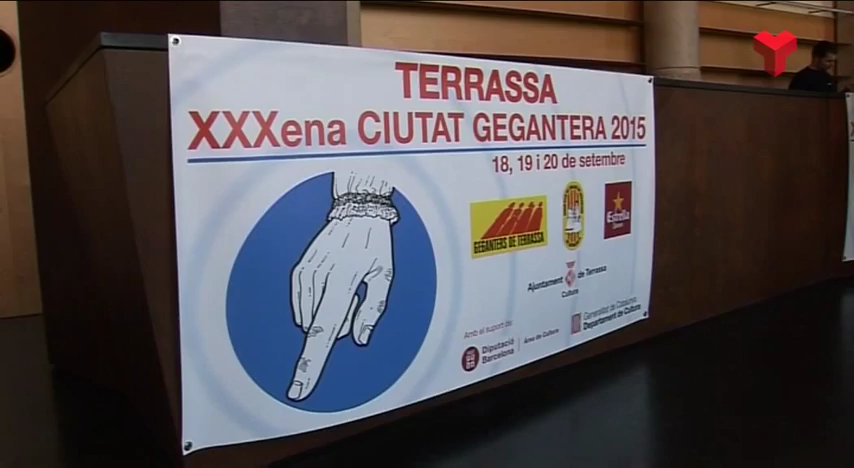 TERRASSA
XXXena CIUTAT GEGANTERA 2015
18, 19 i 20 de setembre
GEGANTERS DE TERRASSA
Estrella
Damm
Ajuntament de Terrassa
Cultura
Amb el suport de:
Diputació
Barcelona
Àrea de Cultura
Generalitat de Catalunya
Departament de Cultura